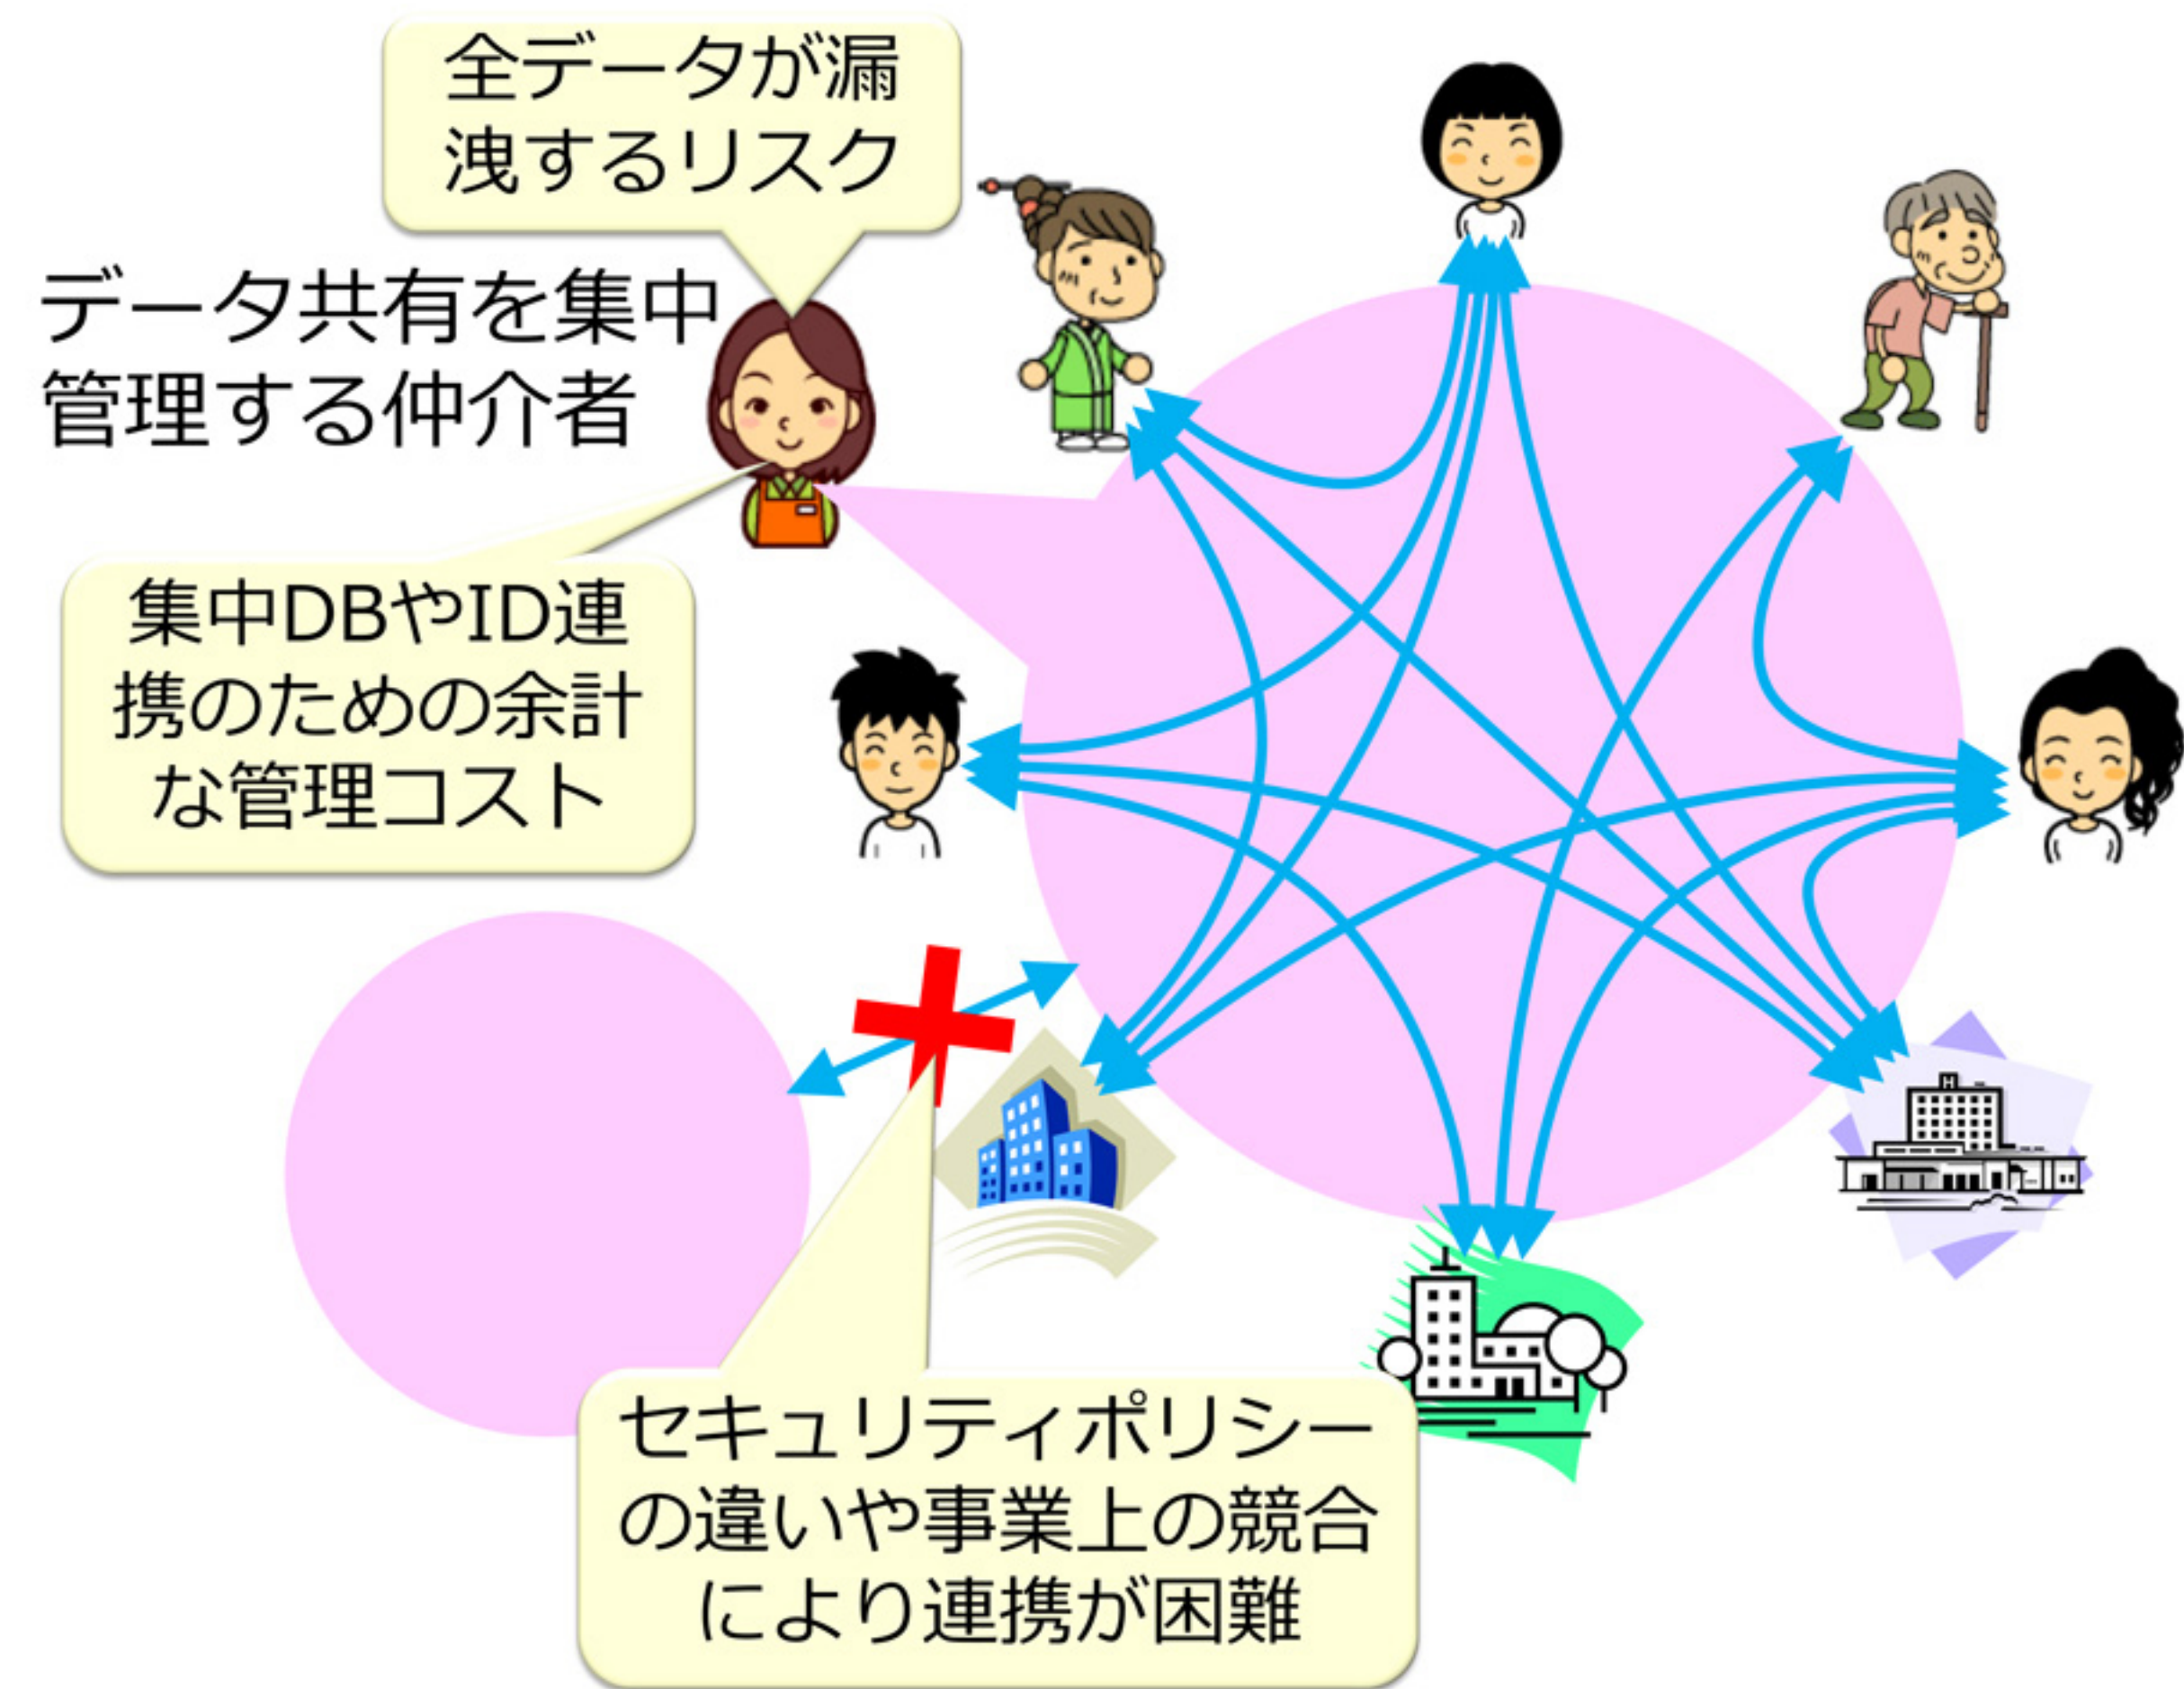 全データが漏
洩するリスク
データ共有を集中
管理する仲介者
集中DBやID連
携のための余計
な管理コスト
セキュリティポリシー
の違いや事業上の競合
により連携が困難
H